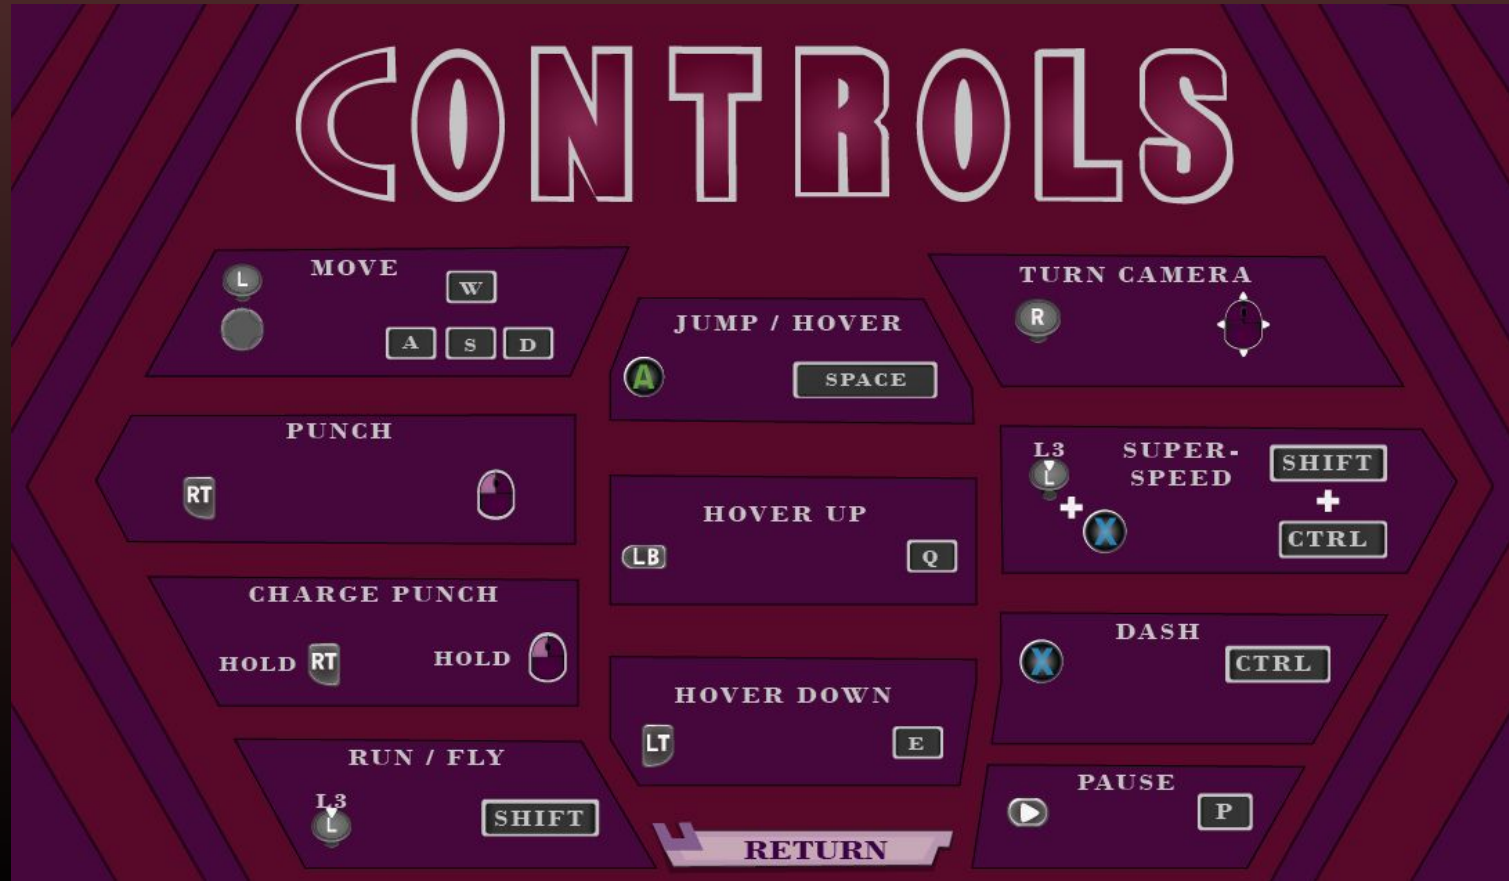 CONTROLS
MOVE
L
W
A S D
PUNCH
RT
CHARGE PUNCH
HOLD RT HOLD
RUN / FLY
L3
L SHIFT
JUMP / HOVER
A SPACE
HOVER UP
LB Q
HOVER DOWN
LT E
RETURN
TURN CAMERA
R
L3 SUPER-
SPEED
L SHIFT
+ +
X CTRL
DASH
X CTRL
PAUSE
P